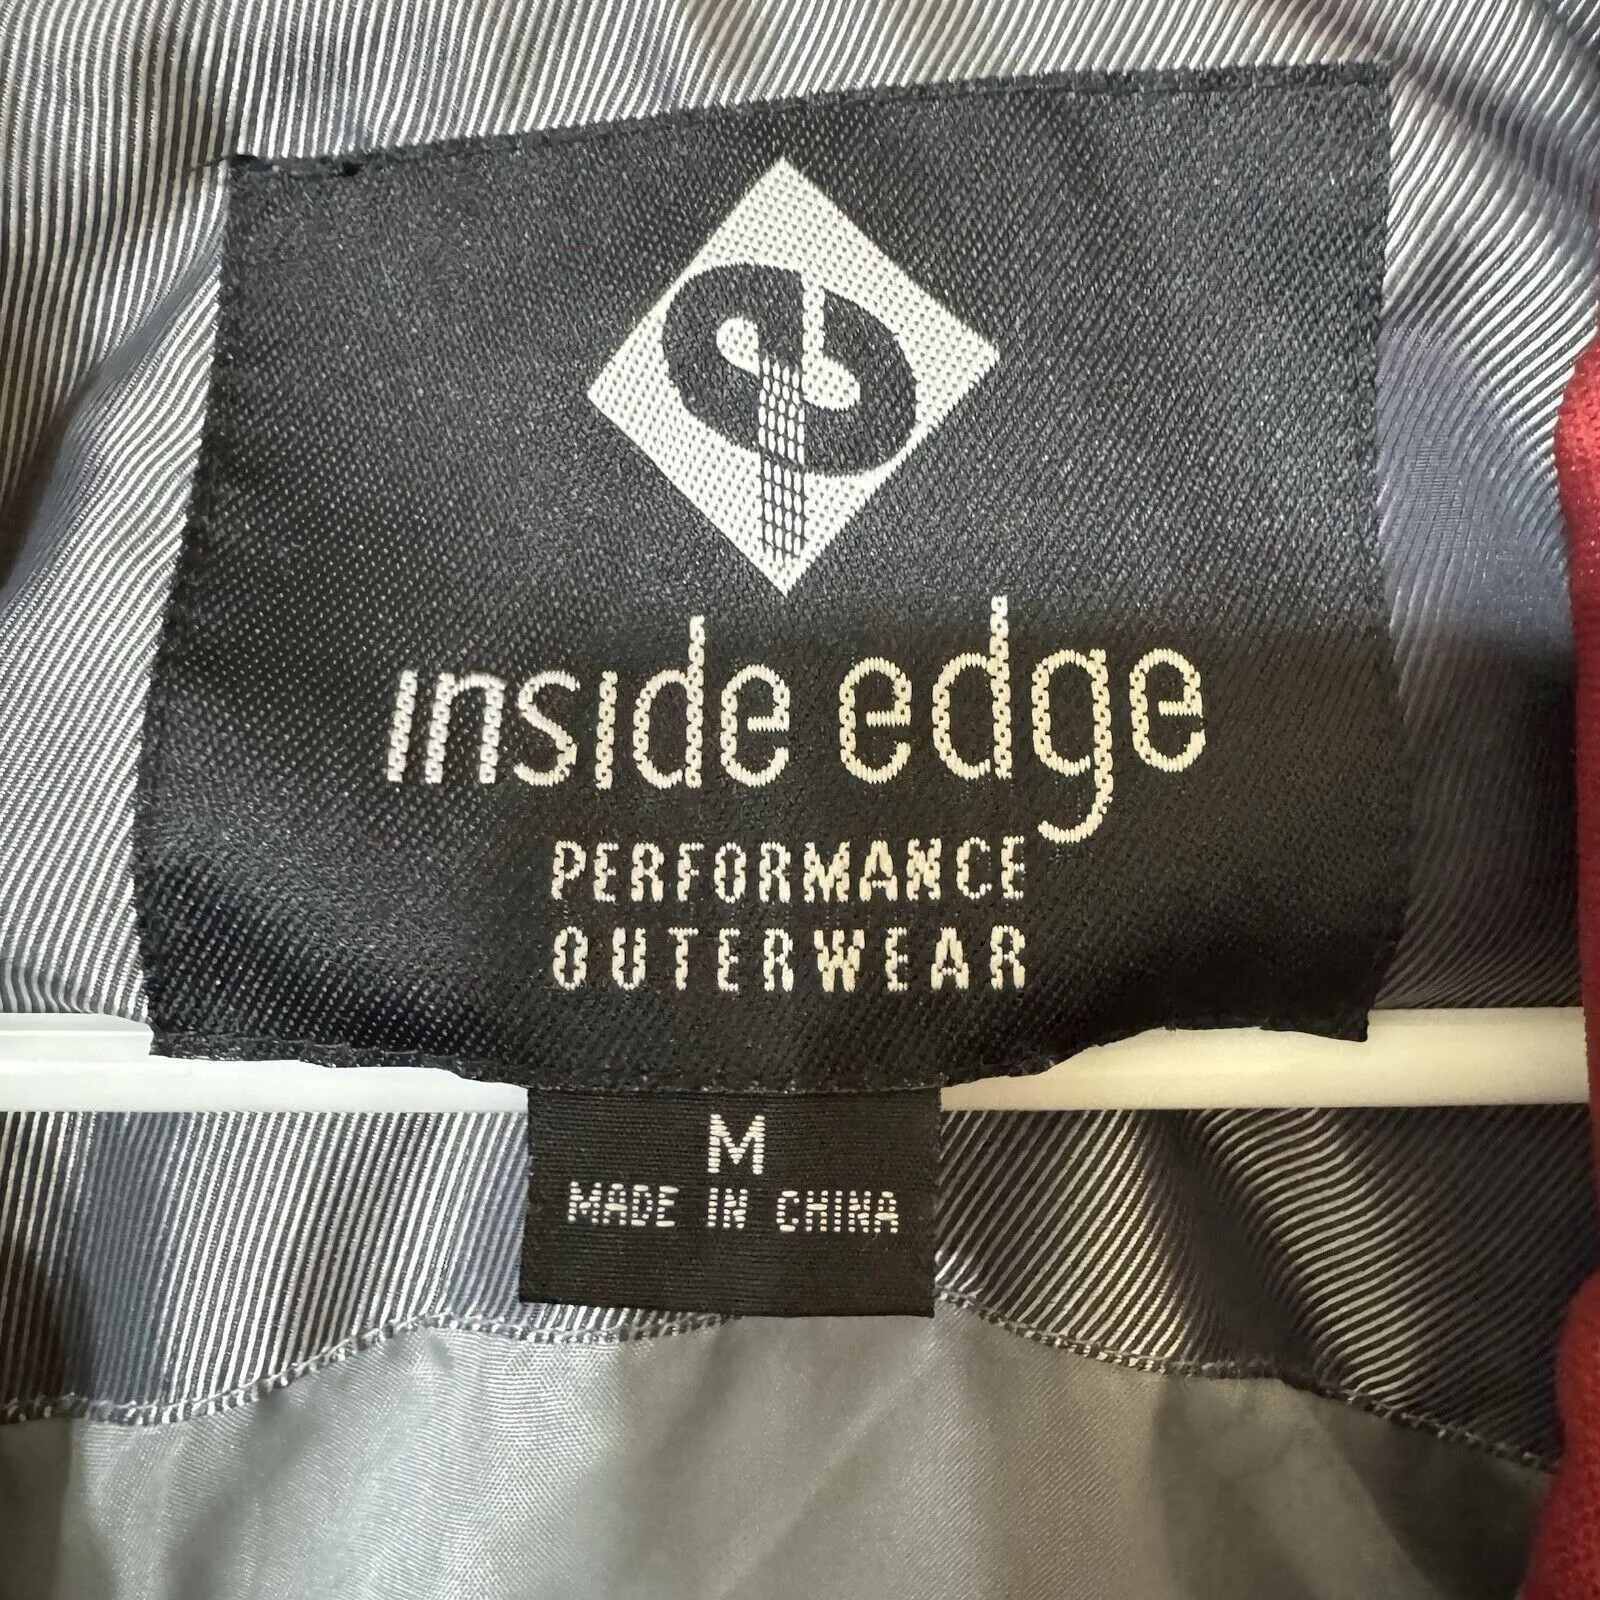 inside edge
PERFORMANCE
OUTERWEAR
M
MADE IN CHINA